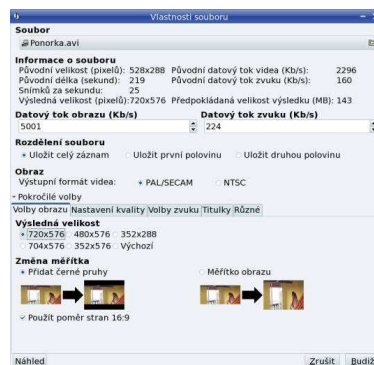 Vlastnosti souboru
Soubor
Ponorka.avi
Informace o souboru
Původní velikost (pixelů): 528x288 Původní datový tok videa (Kb/s): 2296
Původní délka (sekund): 219 Původní datový tok zvuku (Kb/s): 160
Snímků za sekundu: 25
Výsledná velikost (pixelů): 720x576 Předpokládaná velikost výsledku (MB): 143
Datový tok obrazu (Kb/s) Datový tok zvuku (Kb/s)
5001 224
Rozdělení souboru
Uložit celý záznam Uložit první polovinu Uložit druhou polovinu
Obraz
Výstupní formát videa: PAL/SECAM NTSC
Pokročilé volby
Volby obrazu Nastavení kvality Volby zvuku Titulky Různé
Výsledná velikost
720x576 480x576 352x288
704x576 352x576 Výchozí
Změna měřítka
Přidat černé pruhy Měřítko obrazu
Použít poměr stran 16:9
Náhled Zrušit Budiž